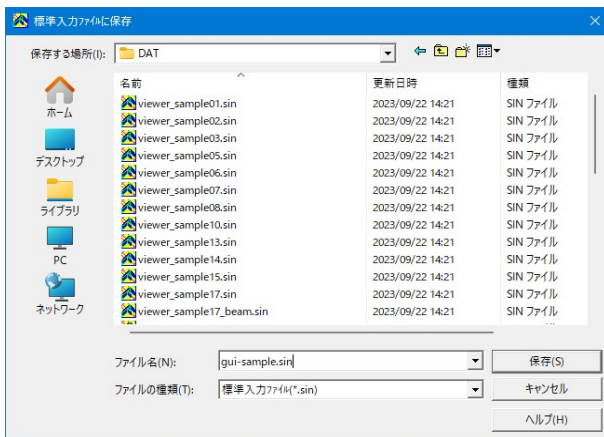 標準入力ﾌｧｲﾙに保存
保存する場所(I): DAT
名前 更新日時 種類
viewer_sample01.sin 2023/09/22 14:21 SIN ファイル
viewer_sample02.sin 2023/09/22 14:21 SIN ファイル
viewer_sample03.sin 2023/09/22 14:21 SIN ファイル
viewer_sample05.sin 2023/09/22 14:21 SIN ファイル
viewer_sample06.sin 2023/09/22 14:21 SIN ファイル
viewer_sample07.sin 2023/09/22 14:21 SIN ファイル
viewer_sample08.sin 2023/09/22 14:21 SIN ファイル
viewer_sample10.sin 2023/09/22 14:21 SIN ファイル
viewer_sample13.sin 2023/09/22 14:21 SIN ファイル
viewer_sample14.sin 2023/09/22 14:21 SIN ファイル
viewer_sample15.sin 2023/09/22 14:21 SIN ファイル
viewer_sample17.sin 2023/09/22 14:21 SIN ファイル
viewer_sample17_beam.sin 2023/09/22 14:21 SIN ファイル
ホーム
デスクトップ
ライブラリ
PC
ネットワーク
ファイル名(N): gui-sample.sin 保存(S)
ファイルの種類(T): 標準入力ﾌｧｲﾙ(*.sin) キャンセル
ヘルプ(H)